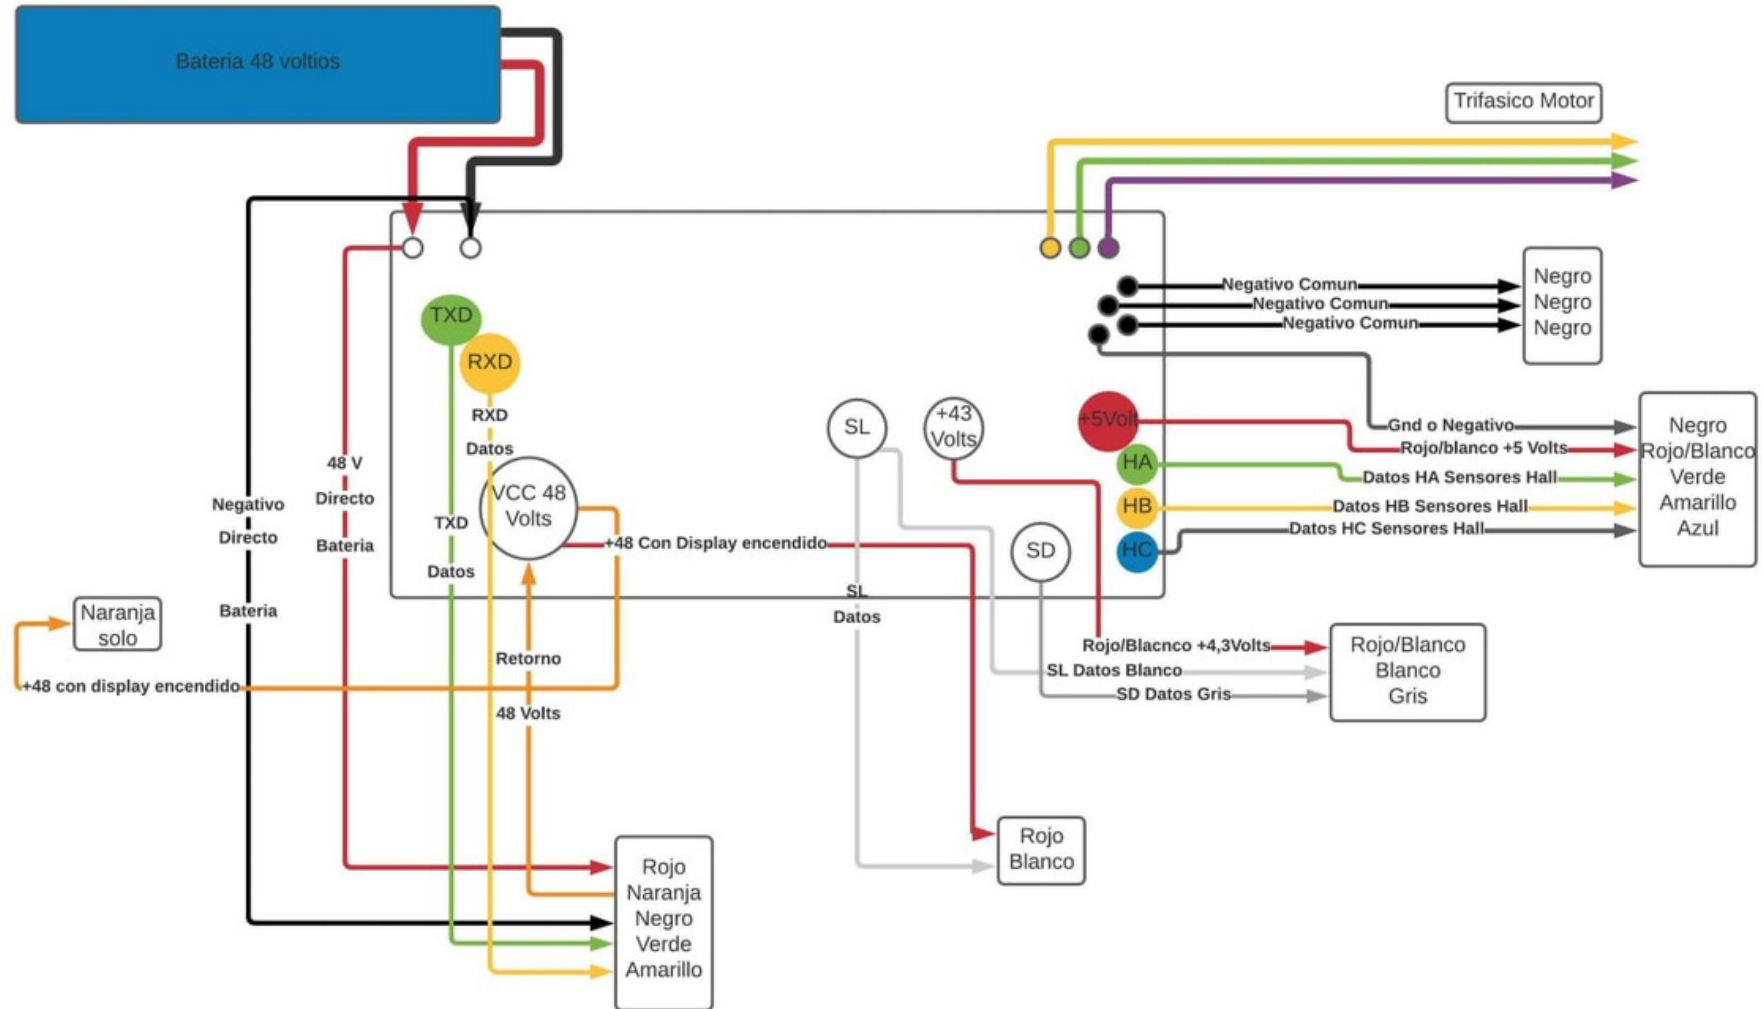 Bateria 48 voltios
Trifasico Motor
Negativo Comun
Negativo Comun
Negativo Comun
Negro
Negro
Negro
TXD
RXD
RXD
Datos
VCC 48
Volts
TXD
Datos
48 V
Directo
Bateria
Negativo
Directo
Bateria
SL
+43
Volts
+5Volt
HA
HB
HC
SD
Gnd o Negativo
Rojo/blanco +5 Volts
Datos HA Sensores Hall
Datos HB Sensores Hall
Datos HC Sensores Hall
Negro
Rojo/Blanco
Verde
Amarillo
Azul
+48 Con Display encendido
SL
Datos
Naranja
solo
+48 con display encendido
Retorno
48 Volts
Rojo/Blacnco +4,3Volts
SL Datos Blanco
SD Datos Gris
Rojo/Blanco
Blanco
Gris
Rojo
Blanco
Rojo
Naranja
Negro
Verde
Amarillo